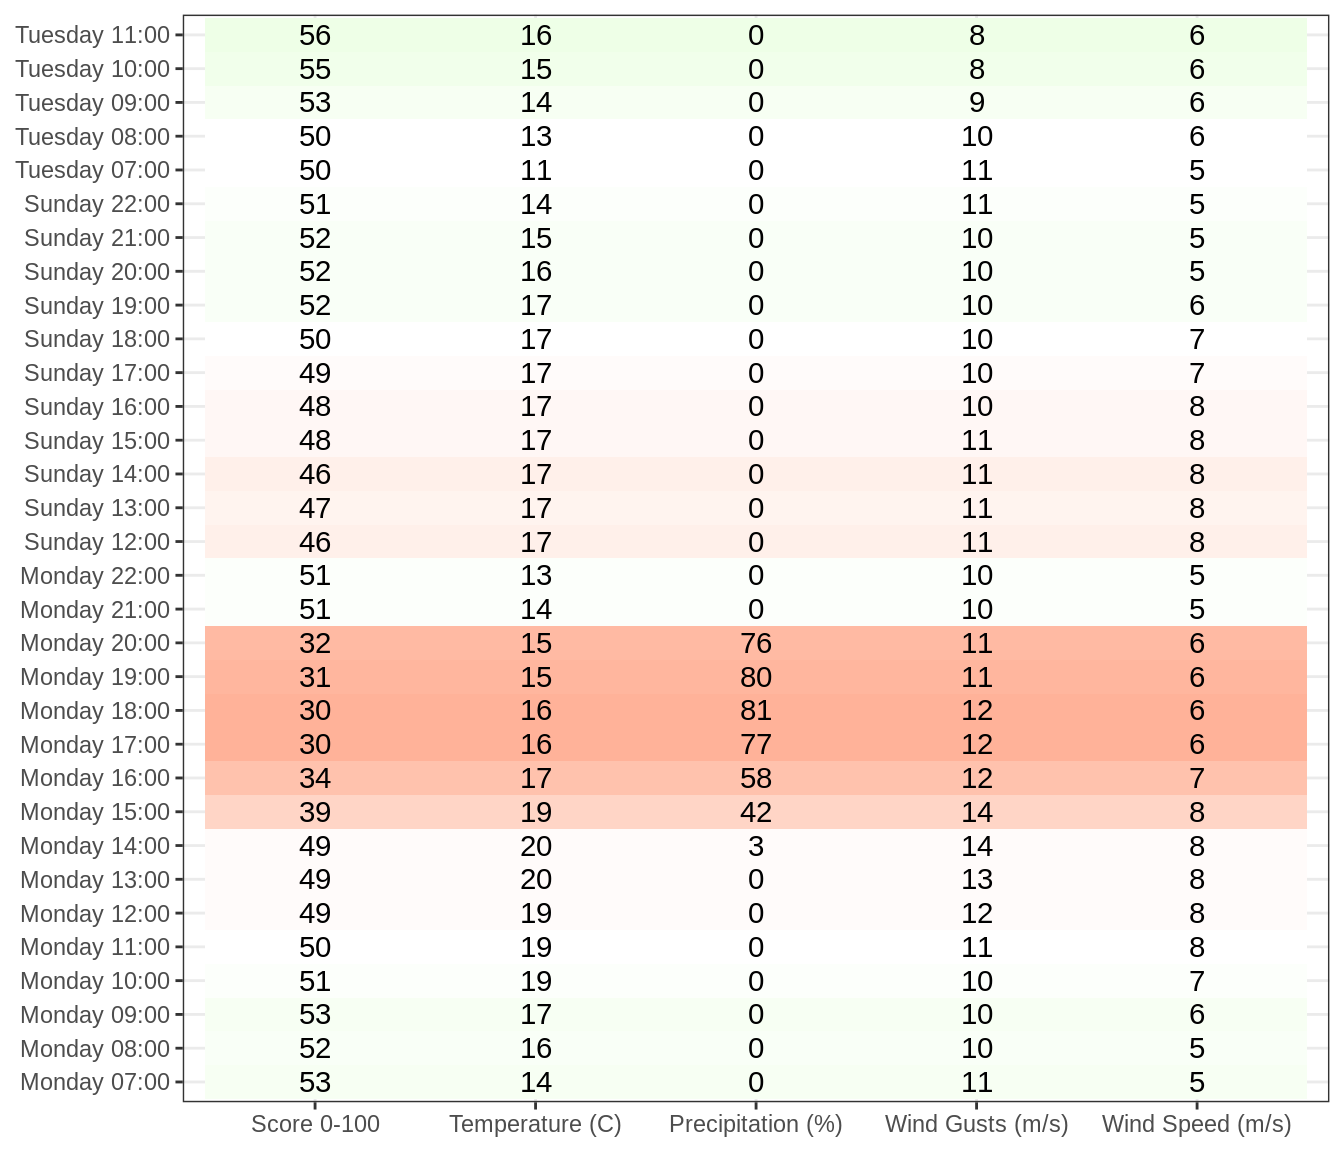 Tuesday 11:00 56 16 0 8 6
Tuesday 10:00 55 15 0 8 6
Tuesday 09:00 53 14 0 9 6
Tuesday 08:00 50 13 0 10 6
Tuesday 07:00 50 11 0 11 5
Sunday 22:00 51 14 0 11 5
Sunday 21:00 52 15 0 10 5
Sunday 20:00 52 16 0 10 5
Sunday 19:00 52 17 0 10 6
Sunday 18:00 50 17 0 10 7
Sunday 17:00 49 17 0 10 7
Sunday 16:00 48 17 0 10 8
Sunday 15:00 48 17 0 11 8
Sunday 14:00 46 17 0 11 8
Sunday 13:00 47 17 0 11 8
Sunday 12:00 46 17 0 11 8
Monday 22:00 51 13 0 10 5
Monday 21:00 51 14 0 10 5
Monday 20:00 32 15 76 11 6
Monday 19:00 31 15 80 11 6
Monday 18:00 30 16 81 12 6
Monday 17:00 30 16 77 12 6
Monday 16:00 34 17 58 12 7
Monday 15:00 39 19 42 14 8
Monday 14:00 49 20 3 14 8
Monday 13:00 49 20 0 13 8
Monday 12:00 49 19 0 12 8
Monday 11:00 50 19 0 11 8
Monday 10:00 51 19 0 10 7
Monday 09:00 53 17 0 10 6
Monday 08:00 52 16 0 10 5
Monday 07:00 53 14 0 11 5
Score 0-100 Temperature (C) Precipitation (%) Wind Gusts (m/s) Wind Speed (m/s)